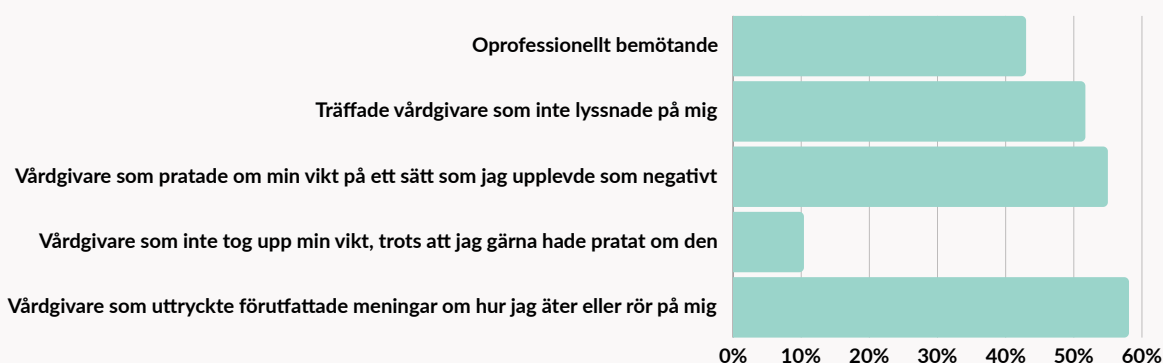 Oprofessionellt bemötande
Träffade vårdgivare som inte lyssnade på mig
Vårdgivare som pratade om min vikt på ett sätt som jag upplevde som negativt
Vårdgivare som inte tog upp min vikt, trots att jag gärna hade pratat om den
Vårdgivare som uttryckte förutfattade meningar om hur jag äter eller rör på mig
0% 10% 20% 30% 40% 50% 60%